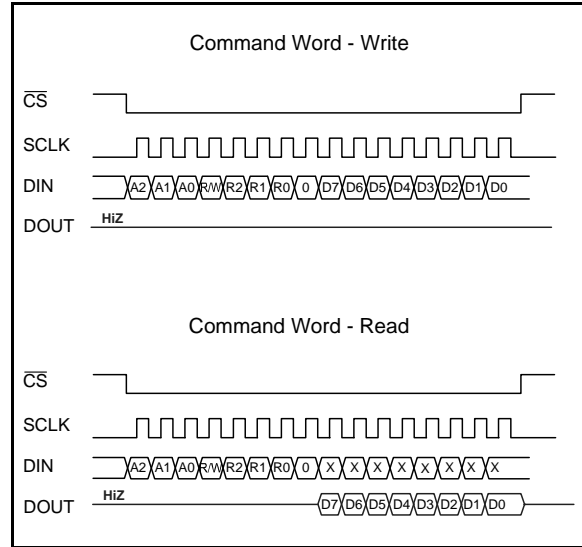 Command Word - Write
CS
SCLK
DIN A2 A1 A0 R/W R2 R1 R0 0 D7 D6 D5 D4 D3 D2 D1 D0
DOUT HiZ
Command Word - Read
CS
SCLK
DIN A2 A1 A0 R/W R2 R1 R0 0 X X X X X X X X
DOUT HiZ D7 D6 D5 D4 D3 D2 D1 D0